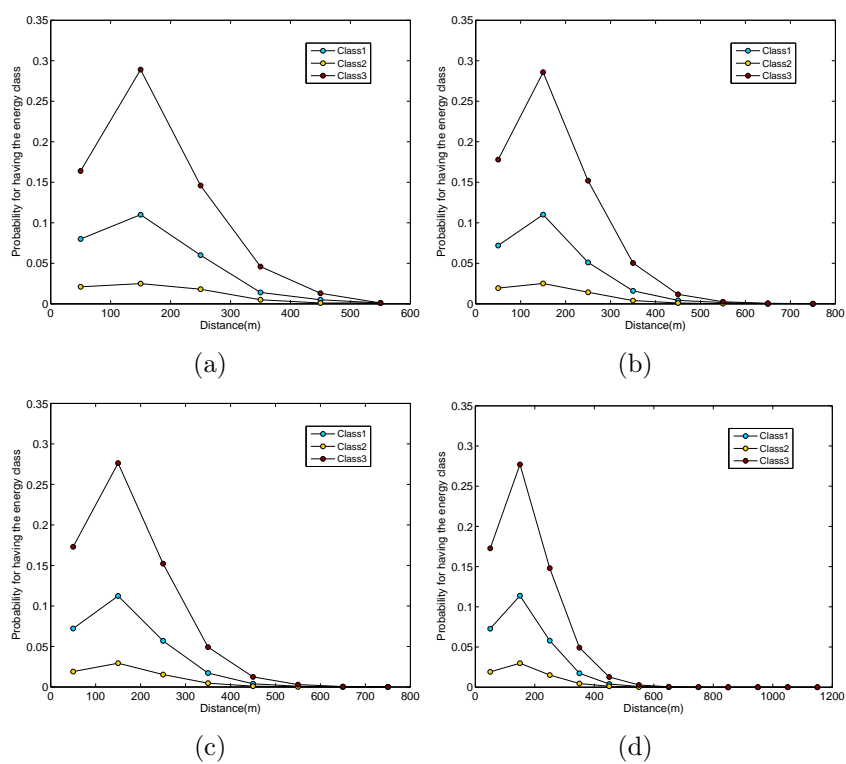 0.35
0.3
0.25
0.2
0.15
0.1
0.05
0
Probability for having the energy class
0 100 200 300 400 500 600
Distance(m)
Class1
Class2
Class3
(a)
0.35
0.3
0.25
0.2
0.15
0.1
0.05
0
Probability for having the energy class
0 100 200 300 400 500 600 700 800
Distance(m)
Class1
Class2
Class3
(b)
0.35
0.3
0.25
0.2
0.15
0.1
0.05
0
Probability for having the energy class
0 100 200 300 400 500 600 700 800
Distance(m)
Class1
Class2
Class3
(c)
0.35
0.3
0.25
0.2
0.15
0.1
0.05
0
Probability for having the energy class
0 200 400 600 800 1000 1200
Distance(m)
Class1
Class2
Class3
(d)